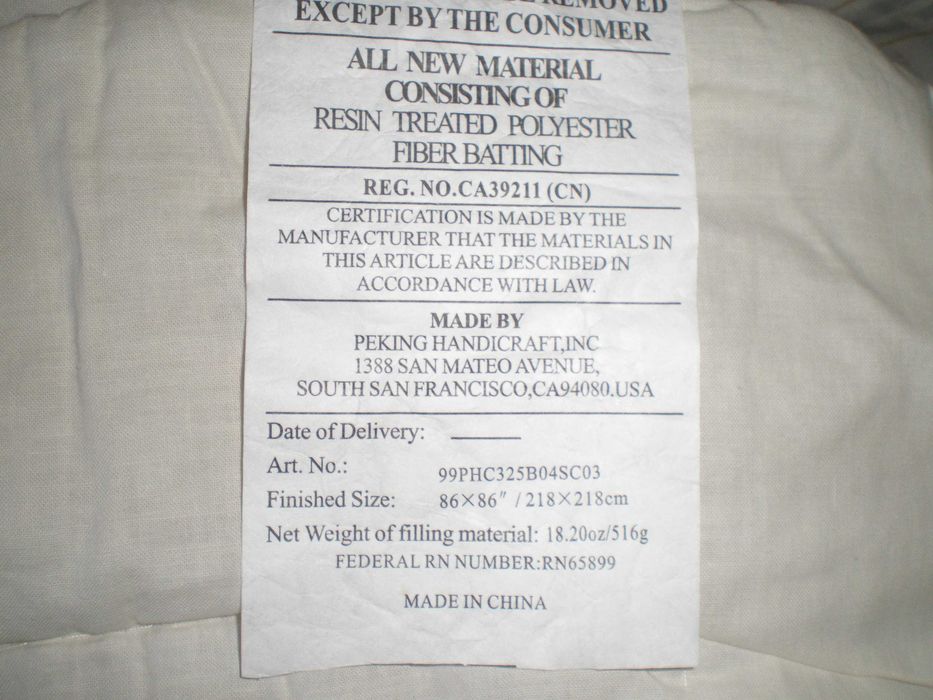 REMOVED
EXCEPT BY THE CONSUMER
ALL NEW MATERIAL
CONSISTING OF
RESIN TREATED POLYESTER
FIBER BATTING
REG. NO.CA39211 (CN)
CERTIFICATION IS MADE BY THE
MANUFACTURER THAT THE MATERIALS IN
THIS ARTICLE ARE DESCRIBED IN
ACCORDANCE WITH LAW.
MADE BY
PEKING HANDICRAFT,INC
1388 SAN MATEO AVENUE,
SOUTH SAN FRANCISCO,CA94080.USA
Date of Delivery:
Art. No.: 99PHC325B04SC03
Finished Size: 86×86″ / 218×218cm
Net Weight of filling material: 18.20oz/516g
FEDERAL RN NUMBER:RN65899
MADE IN CHINA